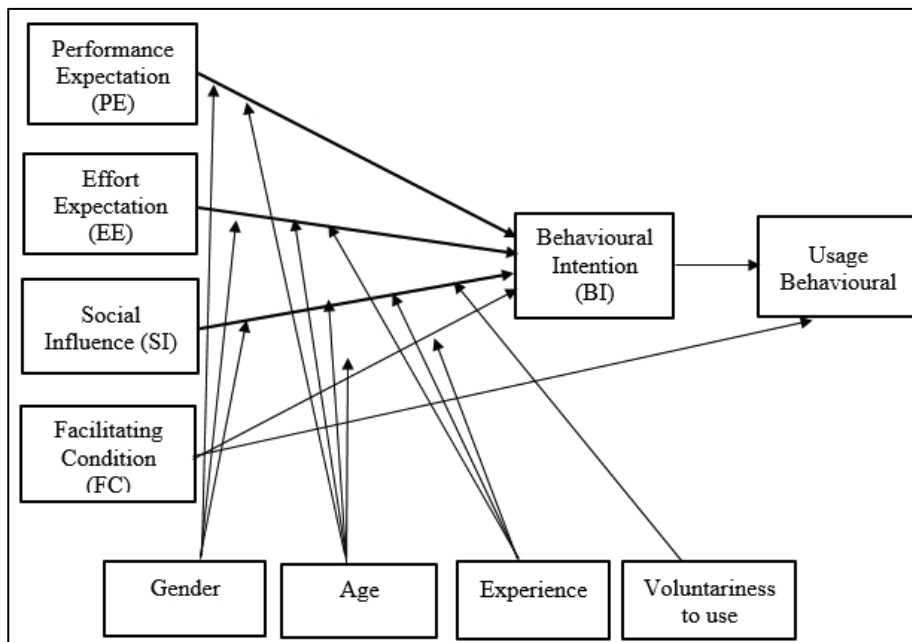 Performance
Expectation
(PE)
Effort
Expectation
(EE)
Social
Influence (SI)
Facilitating
Condition
(FC)
Behavioural
Intention
(BI)
Usage
Behavioural
Gender
Age
Experience
Voluntariness
to use